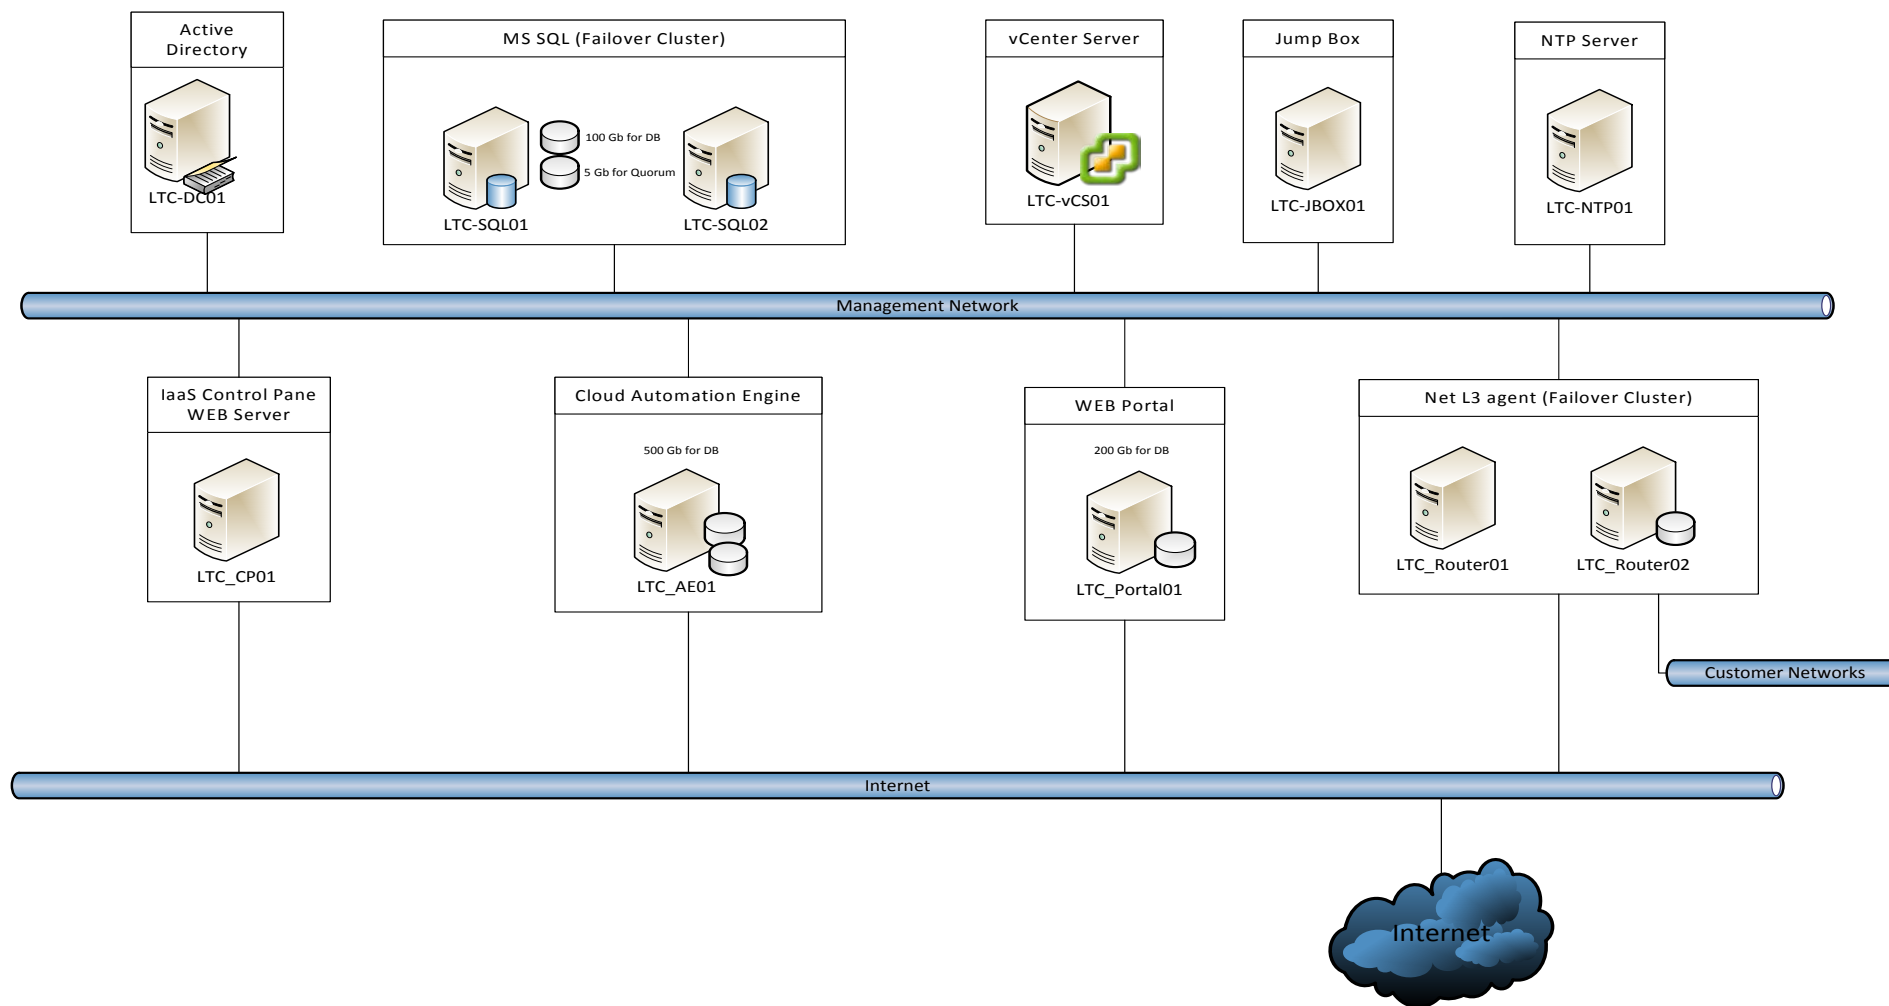 Active
Directory
LTC-DC01
MS SQL (Failover Cluster)
100 Gb for DB
5 Gb for Quorum
LTC-SQL01
LTC-SQL02
vCenter Server
LTC-vCS01
Jump Box
LTC-JBOX01
NTP Server
LTC-NTP01
Management Network
IaaS Control Pane
WEB Server
LTC_CP01
Cloud Automation Engine
500 Gb for DB
LTC_AE01
WEB Portal
200 Gb for DB
LTC_Portal01
Net L3 agent (Failover Cluster)
LTC_Router01
LTC_Router02
Customer Networks
Internet
Internet